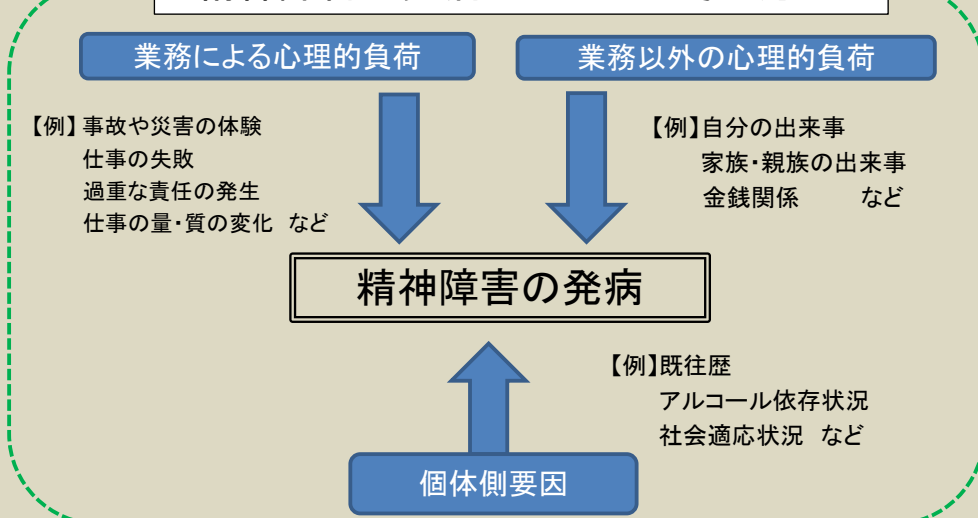 業務による心理的負荷
業務以外の心理的負荷
【例】事故や災害の体験
仕事の失敗
過重な責任の発生
仕事の量・質の変化 など
【例】自分の出来事
家族・親族の出来事
金銭関係 など
精神障害の発病
【例】既往歴
アルコール依存状況
社会適応状況 など
個体側要因